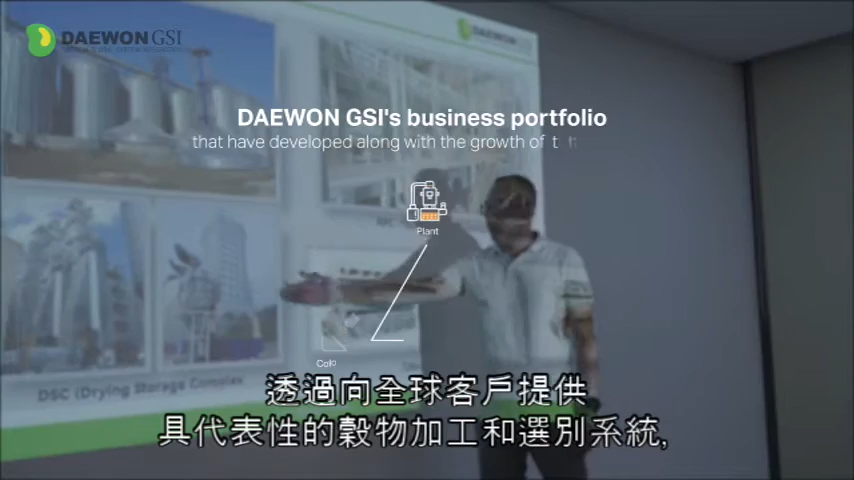 DAEWON GSI
DAEWON
DAEWON GSI's business portfolio
that have developed along with the growth of t
Plant
DSC (Drying Storage Complex
透過向全球客戶提供
具代表性的穀物加工和選別系統,